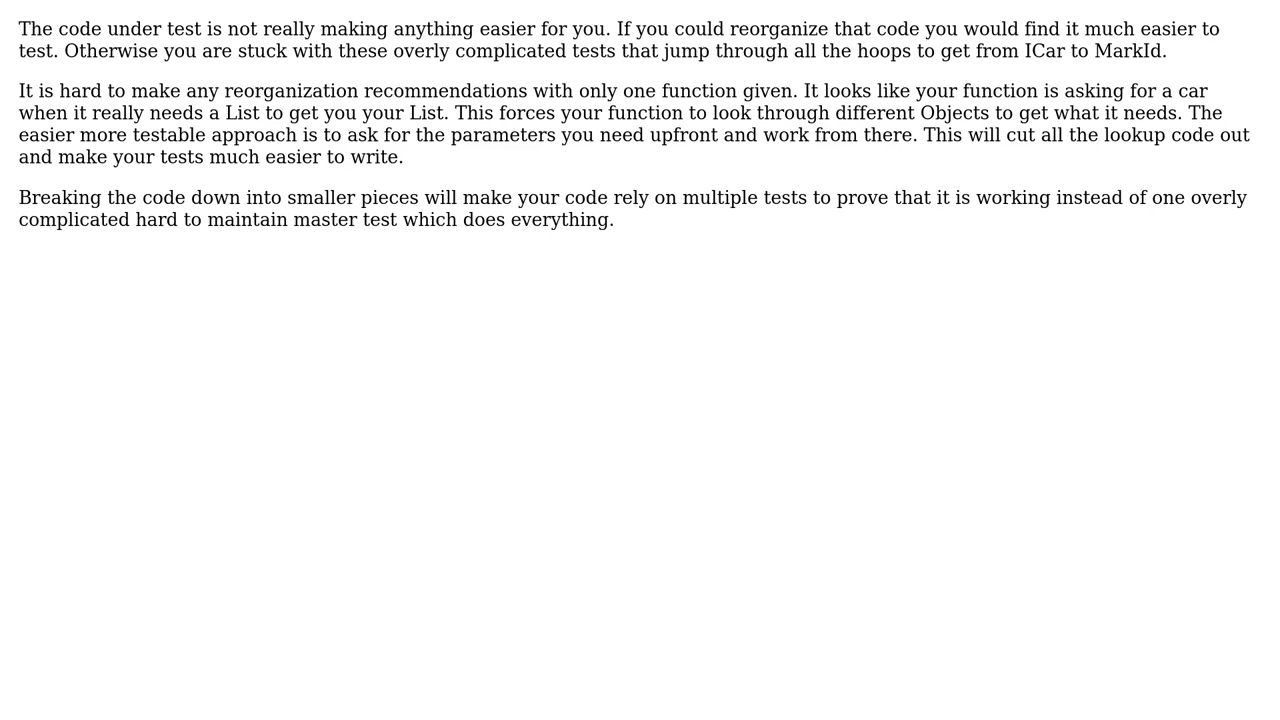 The code under test is not really making anything easier for you. If you could reorganize that code you would find it much easier to
test. Otherwise you are stuck with these overly complicated tests that jump through all the hoops to get from ICar to MarkId.
It is hard to make any reorganization recommendations with only one function given. It looks like your function is asking for a car
when it really needs a List to get you your List. This forces your function to look through different Objects to get what it needs. The
easier more testable approach is to ask for the parameters you need upfront and work from there. This will cut all the lookup code out
and make your tests much easier to write.
Breaking the code down into smaller pieces will make your code rely on multiple tests to prove that it is working instead of one overly
complicated hard to maintain master test which does everything.